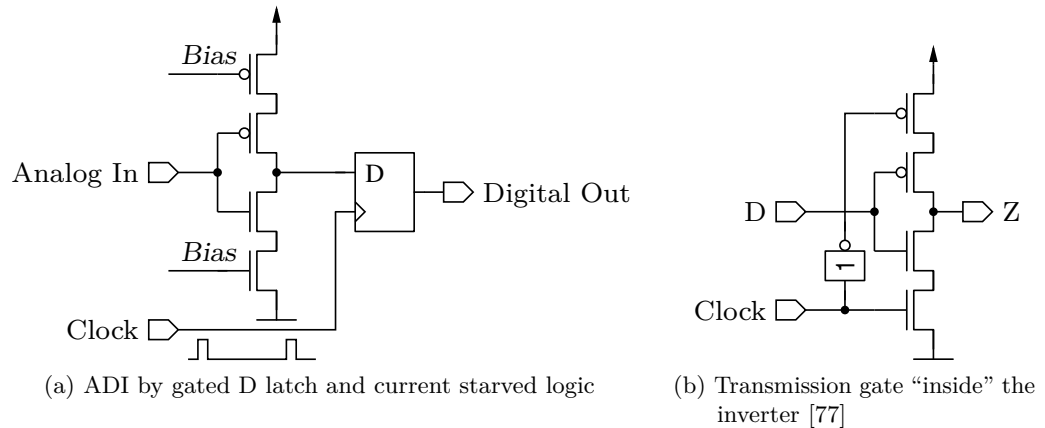 Bias
Analog In
D
Digital Out
Bias
Clock
(a) ADI by gated D latch and current starved logic
D
Z
1
Clock
(b) Transmission gate “inside” the
inverter [77]